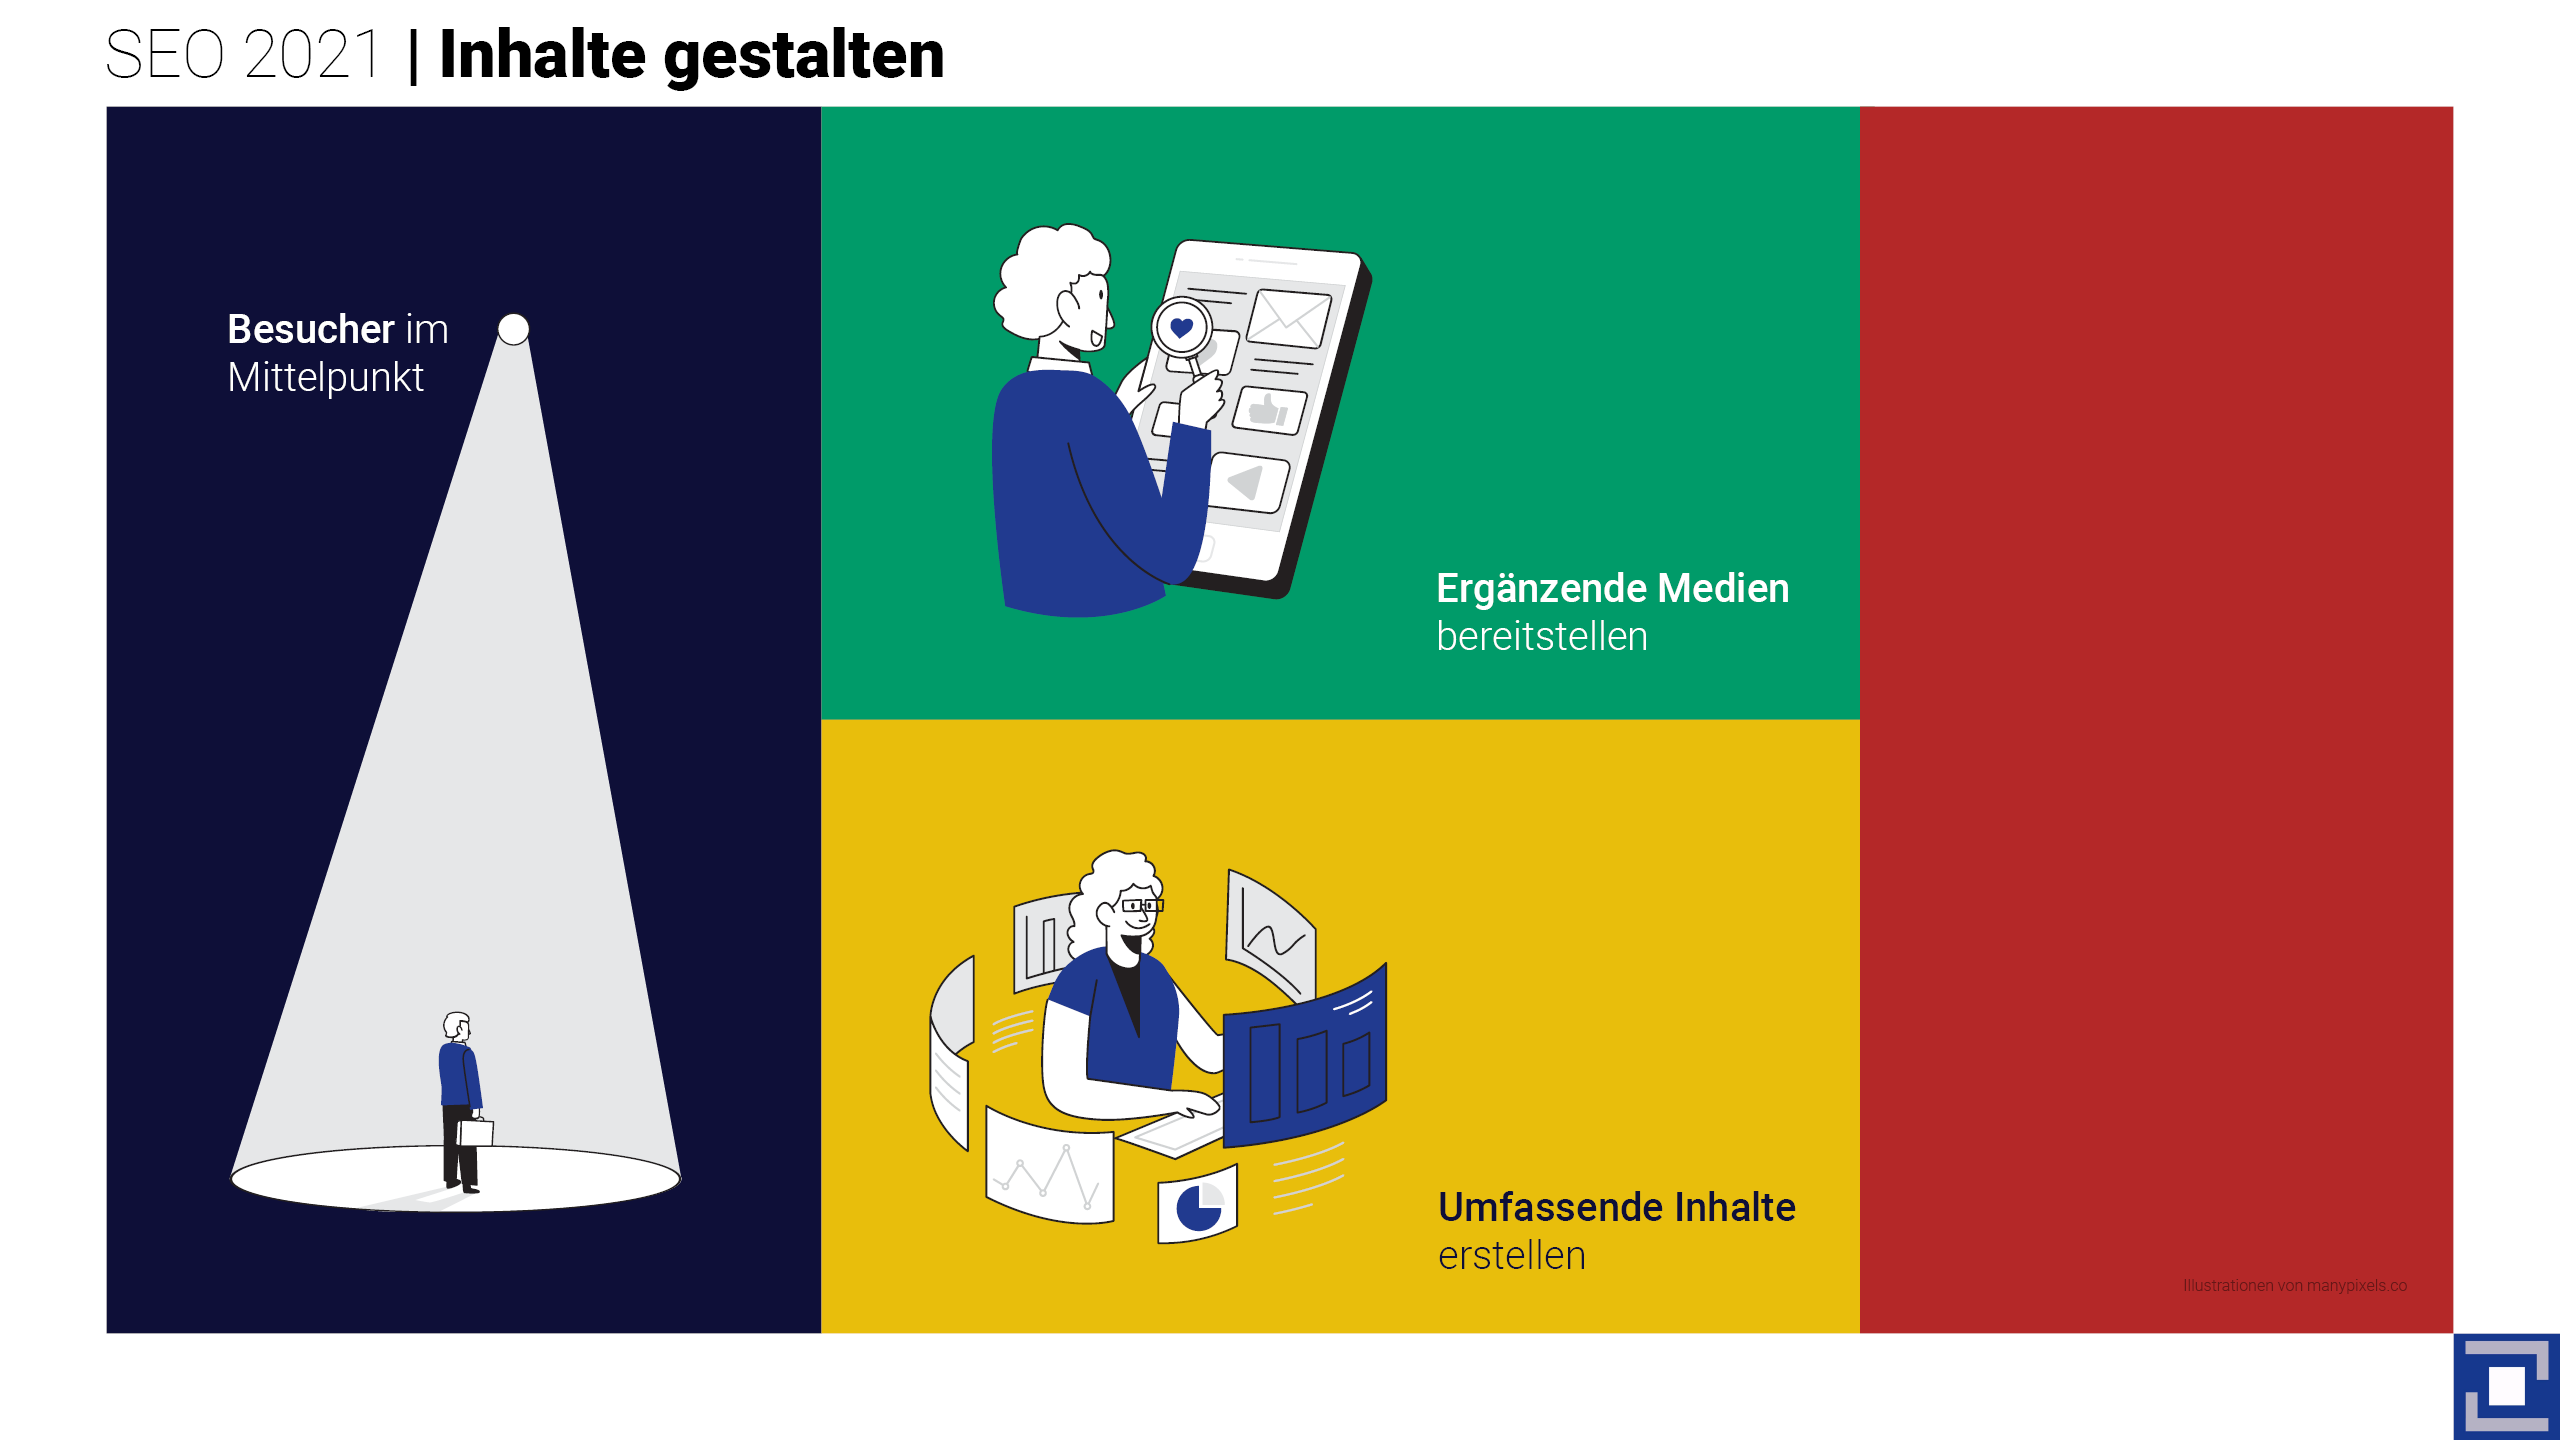 SEO 2021 | Inhalte gestalten
Besucher im
Mittelpunkt
Ergänzende Medien
bereitstellen
Umfassende Inhalte
erstellen
Illustrationen von manypixels.co